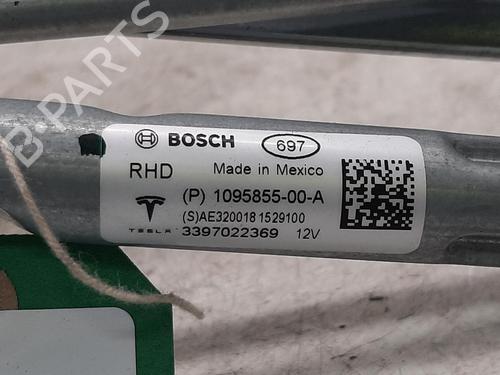 B-PARTS
BOSCH 697
RHD Made in Mexico
(P) 1095855-00-A
(S)AE320018 1529100
TESLA 3397022369 12V